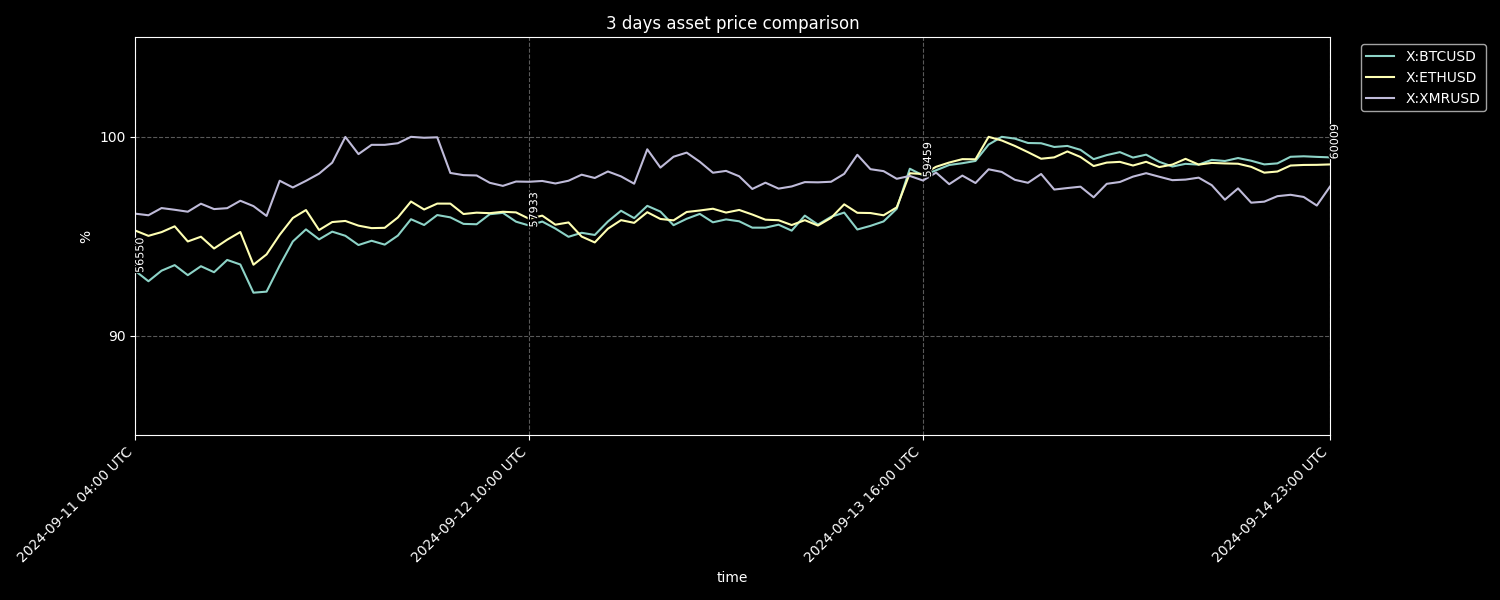 3 days asset price comparison
X:BTCUSD
X:ETHUSD
X:XMRUSD
100
90
%
56550
57933
59459
60009
2024-09-11 04:00 UTC
2024-09-12 10:00 UTC
2024-09-13 16:00 UTC
2024-09-14 23:00 UTC
time